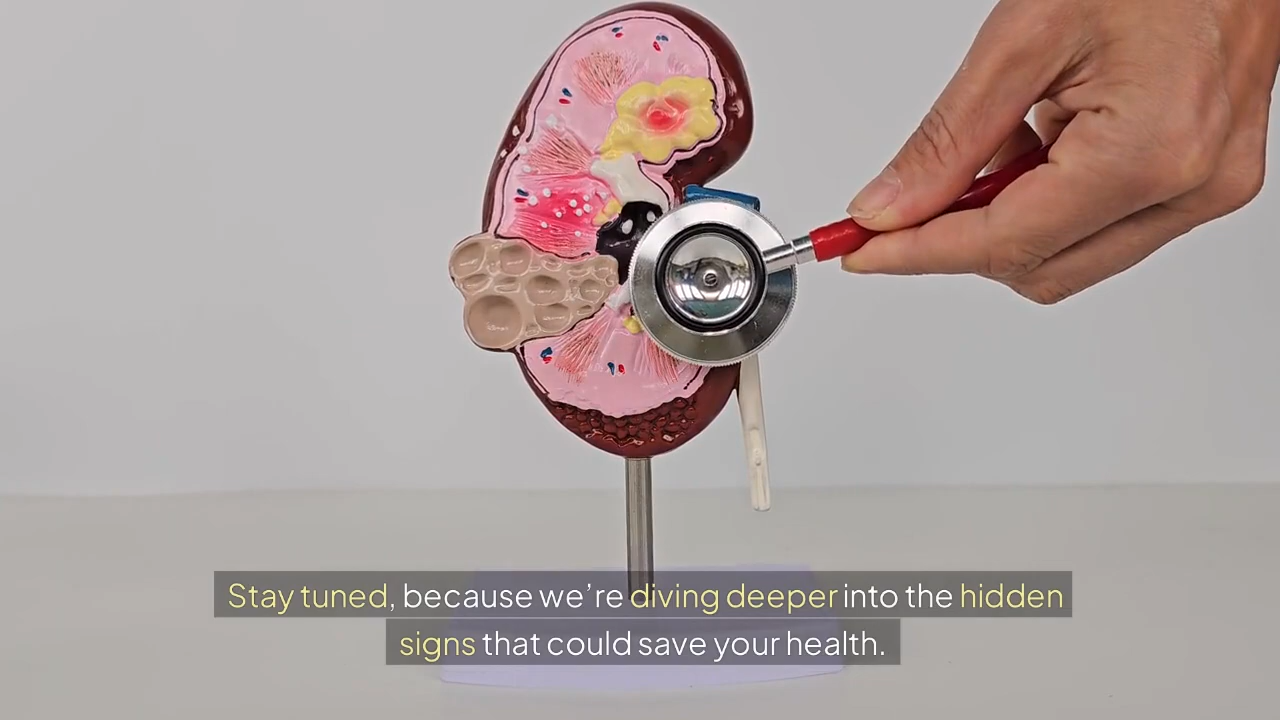 Stay tuned, because we’re diving deeper into the hidden
signs that could save your health.